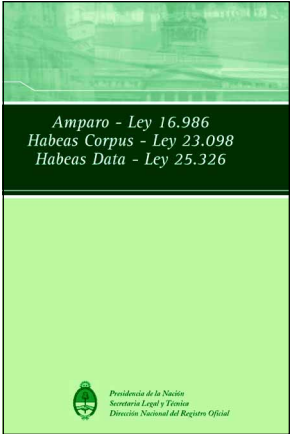 Amparo - Ley 16.986
Habeas Corpus - Ley 23.098
Habeas Data - Ley 25.326
Presidencia de la Nación
Secretaría Legal y Técnica
Dirección Nacional del Registro Oficial